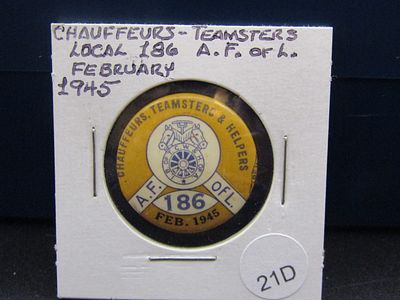 CHAUFFEURS - TEAMSTERS
LOCAL 186 A.F. OF L.
FEBRUARY
1945
CHAUFFEURS, TEAMSTERS & HELPERS
A.F. OF L.
186
FEB. 1945
21D